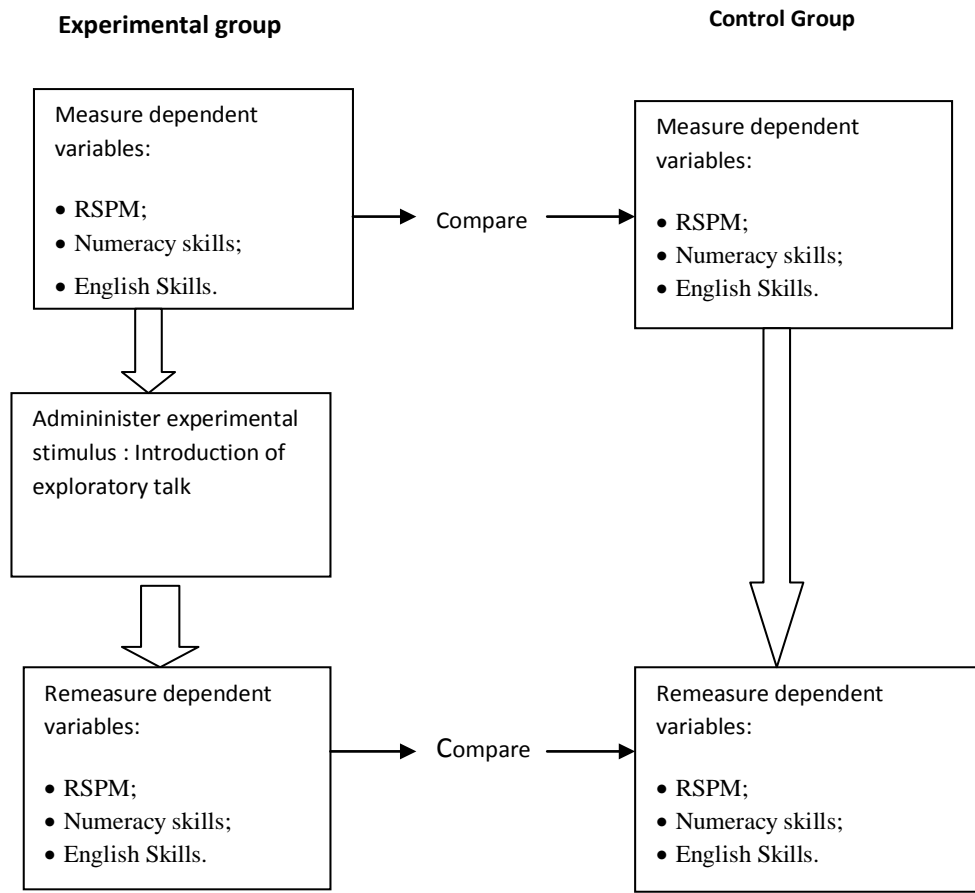 Experimental group
Control Group
Measure dependent
variables:
• RSPM;
• Numeracy skills;
• English Skills.
Compare
Measure dependent
variables:
• RSPM;
• Numeracy skills;
• English Skills.
Admininister experimental
stimulus : Introduction of
exploratory talk
Remeasure dependent
variables:
• RSPM;
• Numeracy skills;
• English Skills.
Compare
Remeasure dependent
variables:
• RSPM;
• Numeracy skills;
• English Skills.